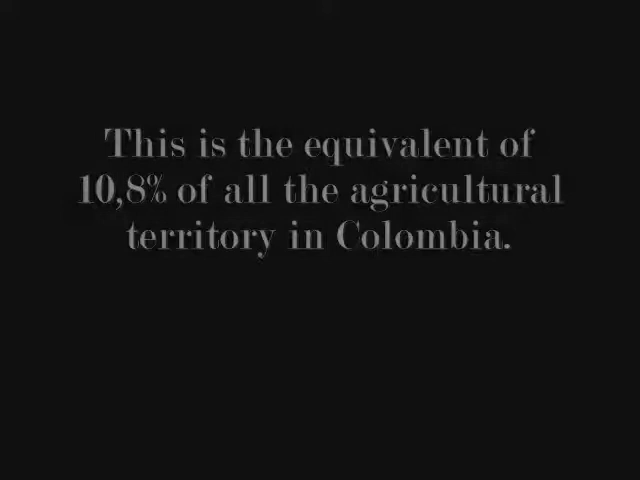 This is the equivalent of
10,8% of all the agricultural
territory in Colombia.